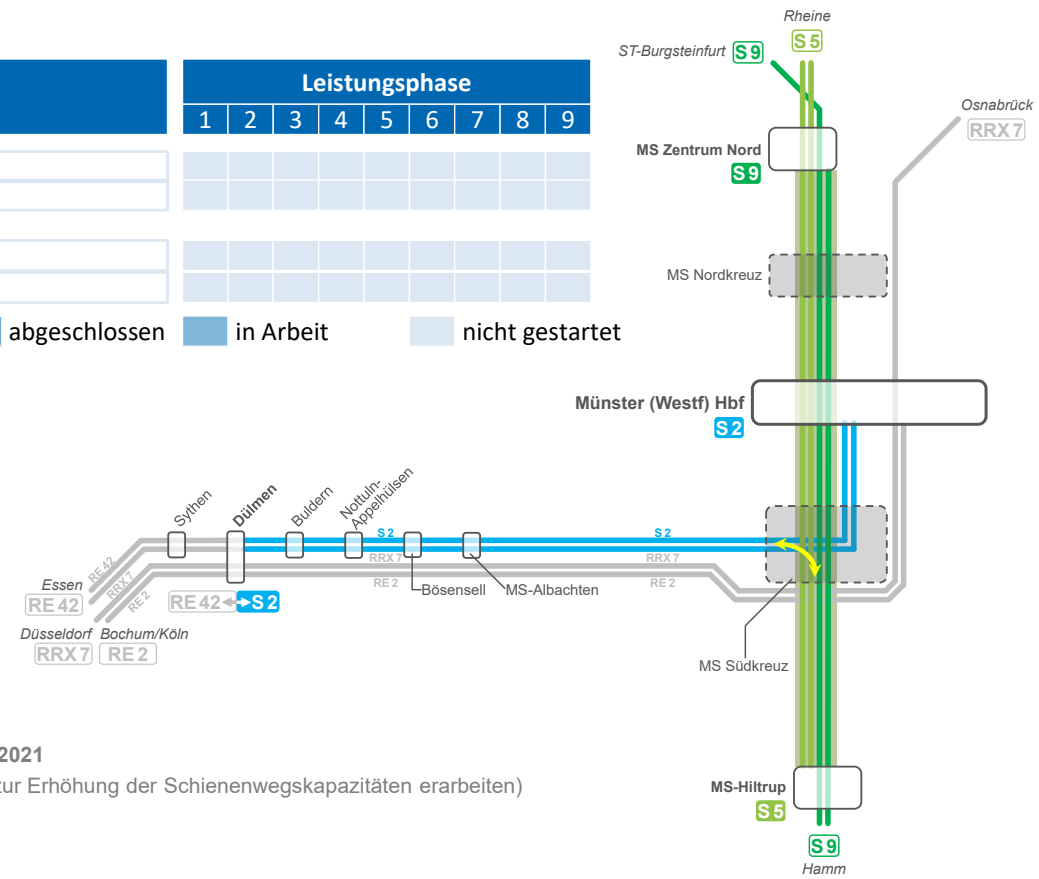 Leistungsphase
1 2 3 4 5 6 7 8 9
abgeschlossen
in Arbeit
nicht gestartet
Rheine
S 5
ST-Burgsteinfurt S 9
Osnabrück
RRX 7
MS Zentrum Nord
S 9
MS Nordkreuz
Münster (Westf) Hbf
S 2
Sythen
Dülmen
Buldern
Nottuln-
Appelhülsen
S 2
S 2
RRX 7
RRX 7
RE 2
RE 2
RE 42
RRX 7
RE 2
Bösensell
MS-Albachten
Essen
RE 42
RE 42
S 2
Düsseldorf
RRX 7
Bochum/Köln
RE 2
MS Südkreuz
2021
zur Erhöhung der Schienenwegskapazitäten erarbeiten)
MS-Hiltrup
S 5
S 9
Hamm